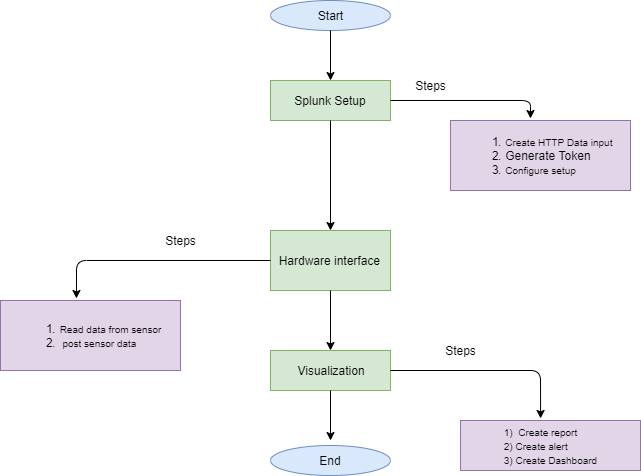 Start
Splunk Setup
Steps
1. Create HTTP Data input
2. Generate Token
3. Configure setup
Hardware interface
Steps
1. Read data from sensor
2. post sensor data
Visualization
Steps
1) Create report
2) Create alert
3) Create Dashboard
End